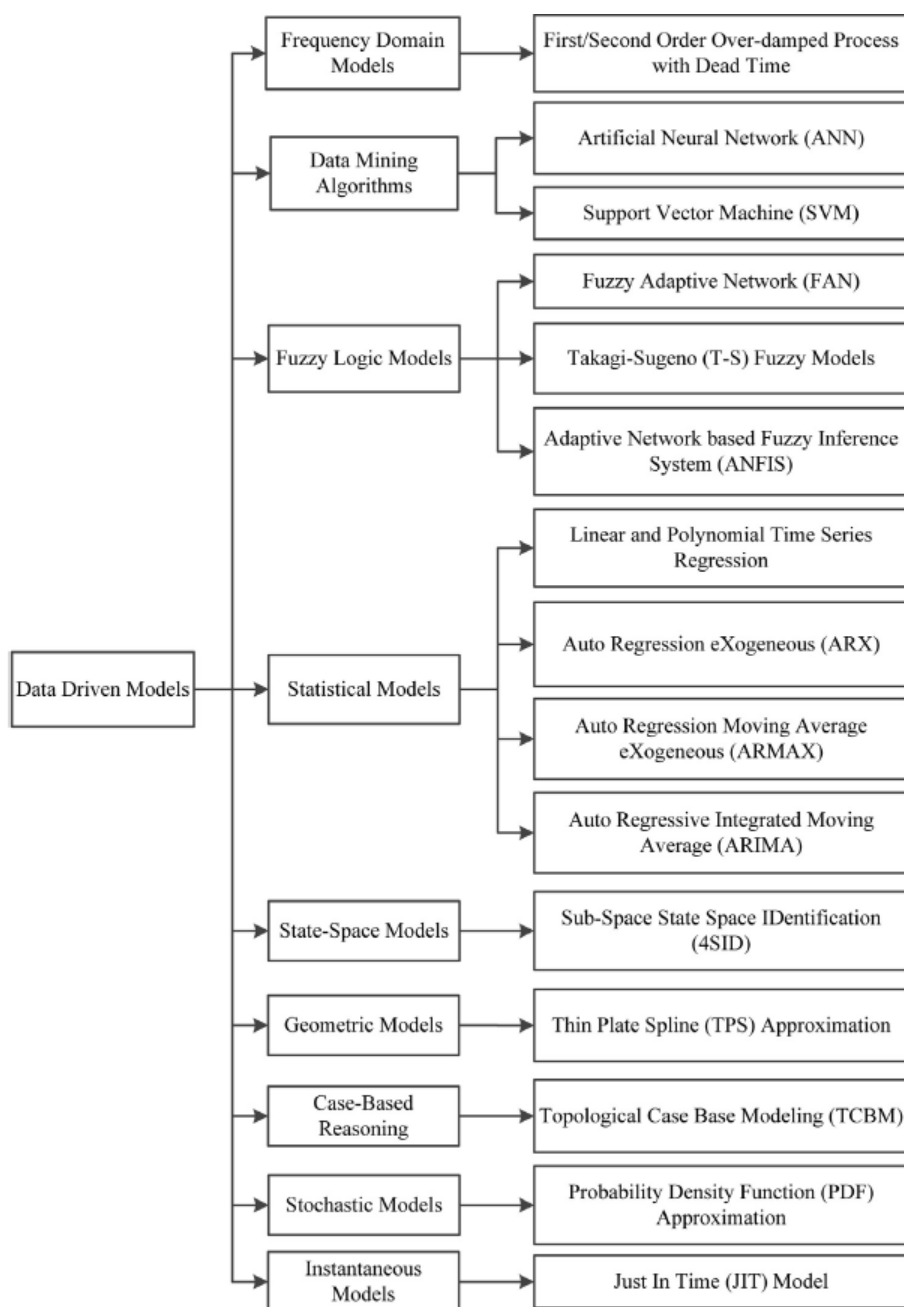 Frequency Domain
Models
First/Second Order Over-damped Process
with Dead Time
Data Mining
Algorithms
Artificial Neural Network (ANN)
Support Vector Machine (SVM)
Fuzzy Logic Models
Fuzzy Adaptive Network (FAN)
Takagi-Sugeno (T-S) Fuzzy Models
Adaptive Network based Fuzzy Inference
System (ANFIS)
Data Driven Models
Statistical Models
Linear and Polynomial Time Series
Regression
Auto Regression eXogeneous (ARX)
Auto Regression Moving Average
eXogeneous (ARMAX)
Auto Regressive Integrated Moving
Average (ARIMA)
State-Space Models
Sub-Space State Space IDentification
(4SID)
Geometric Models
Thin Plate Spline (TPS) Approximation
Case-Based
Reasoning
Topological Case Base Modeling (TCBM)
Stochastic Models
Probability Density Function (PDF)
Approximation
Instantaneous
Models
Just In Time (JIT) Model